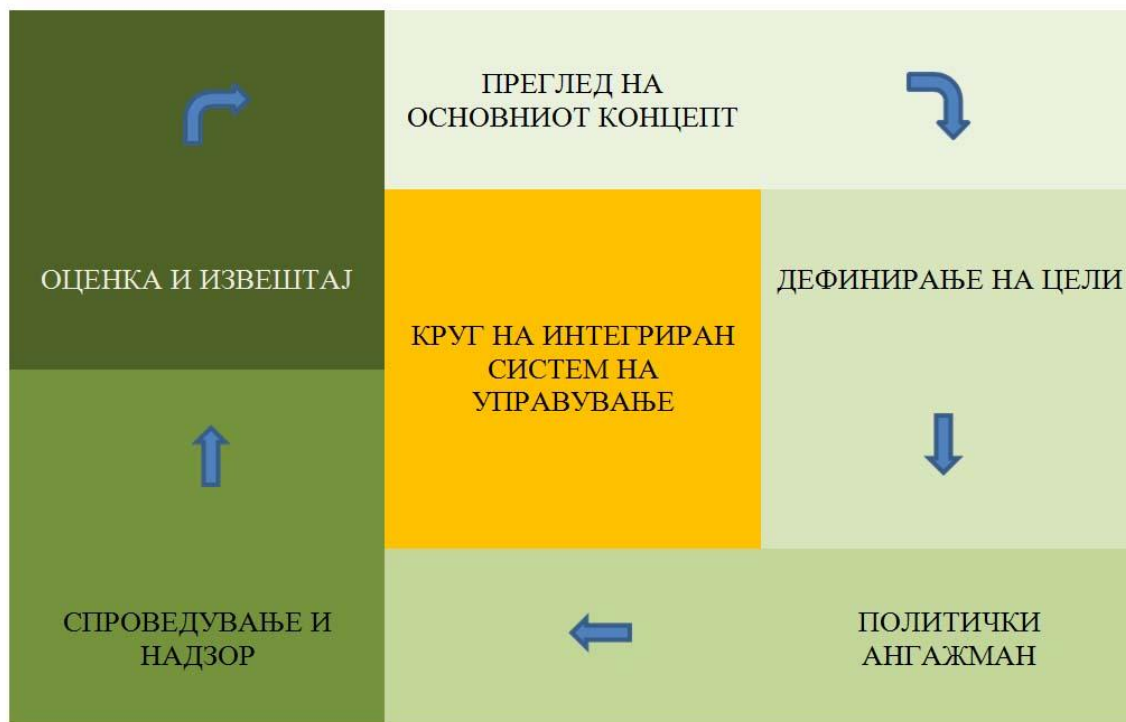 ПРЕГЛЕД НА
ОСНОВНИОТ КОНЦЕПТ
ОЦЕНКА И ИЗВЕШТАЈ
ДЕФИНИРАЊЕ НА ЦЕЛИ
КРУГ НА ИНТЕГРИРАН
СИСТЕМ НА
УПРАВУВАЊЕ
СПРОВЕДУВАЊЕ И
НАДЗОР
ПОЛИТИЧКИ
АНГАЖМАН